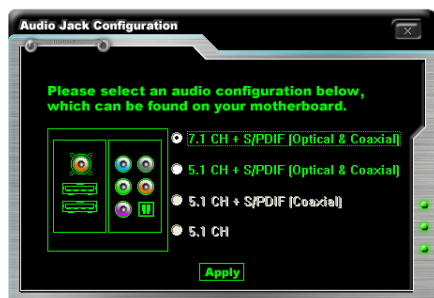 Audio Jack Configuration
Please select an audio configuration below,
which can be found on your motherboard.
7.1 CH + S/PDIF (Optical & Coaxial)
5.1 CH + S/PDIF (Optical & Coaxial)
5.1 CH + S/PDIF (Coaxial)
5.1 CH
Apply